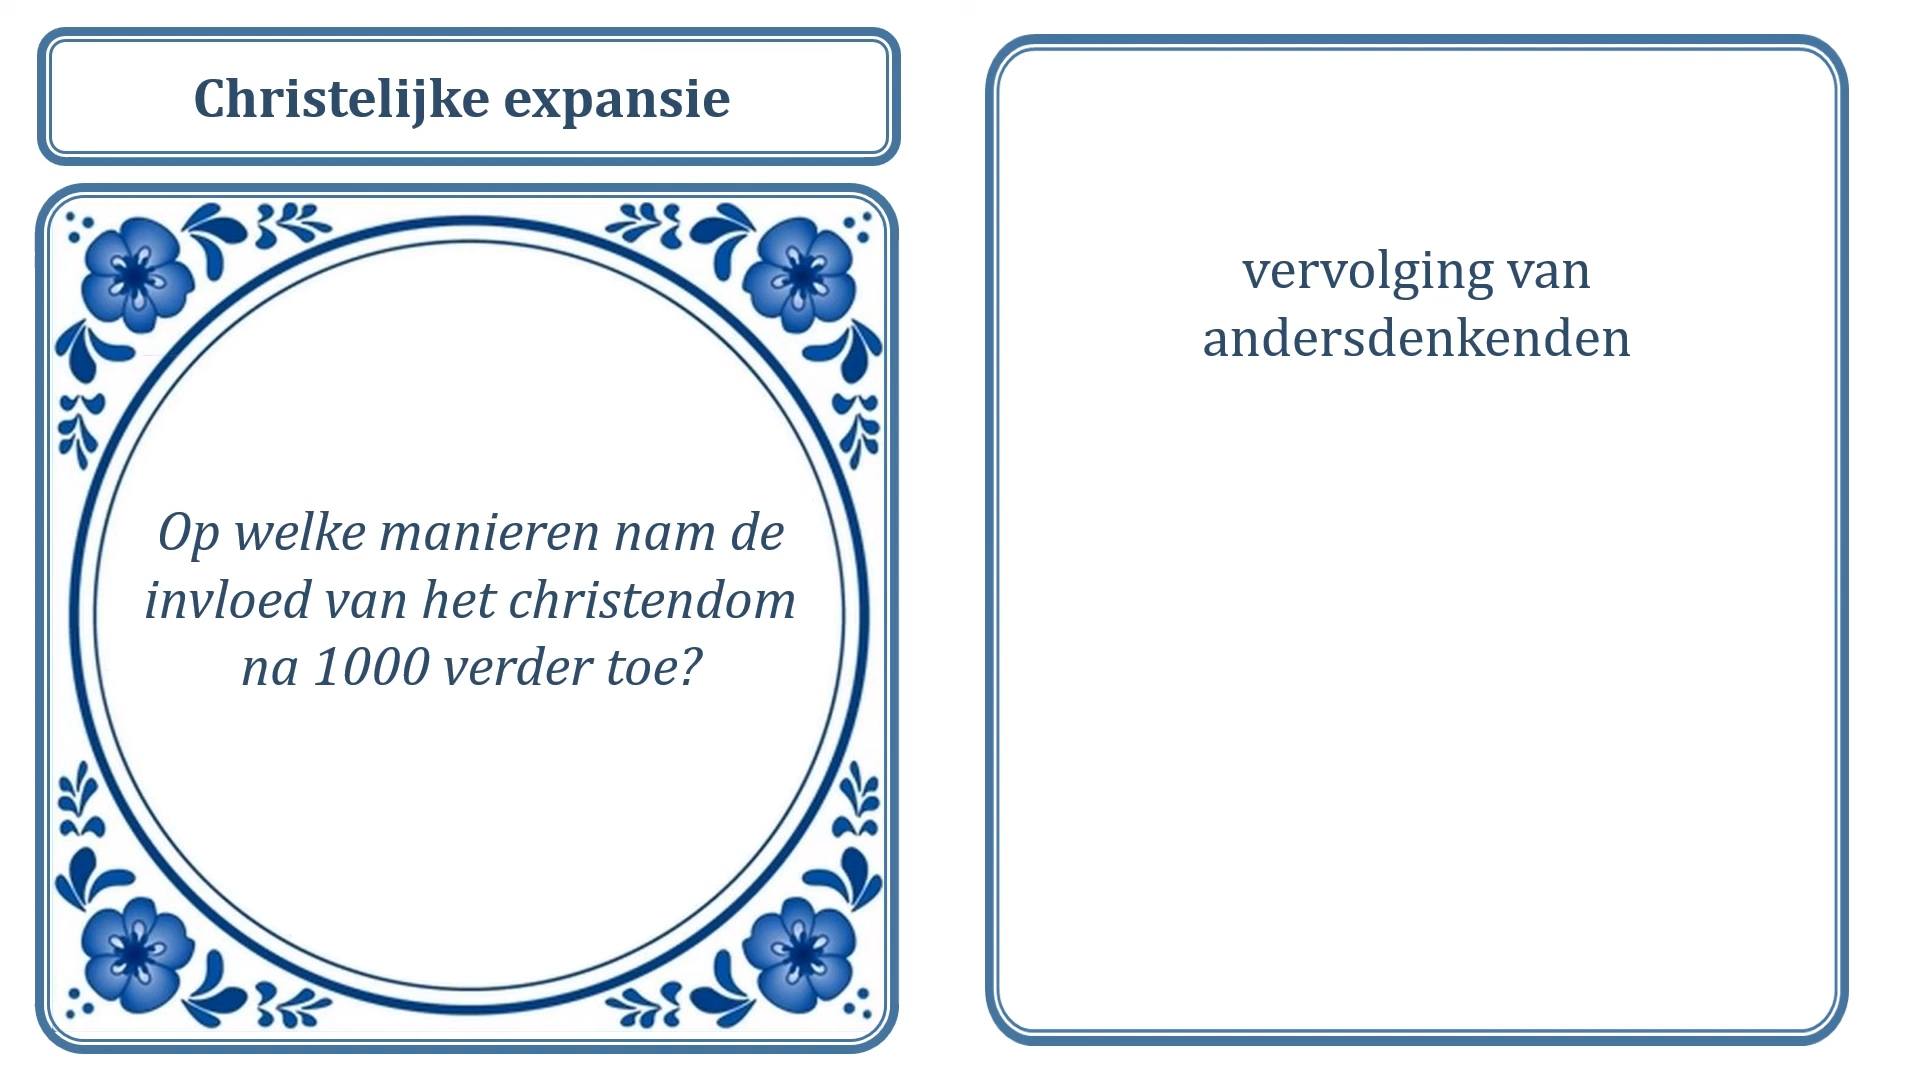 Christelijke expansie
Op welke manieren nam de
invloed van het christendom
na 1000 verder toe?
vervolging van
andersdenkenden